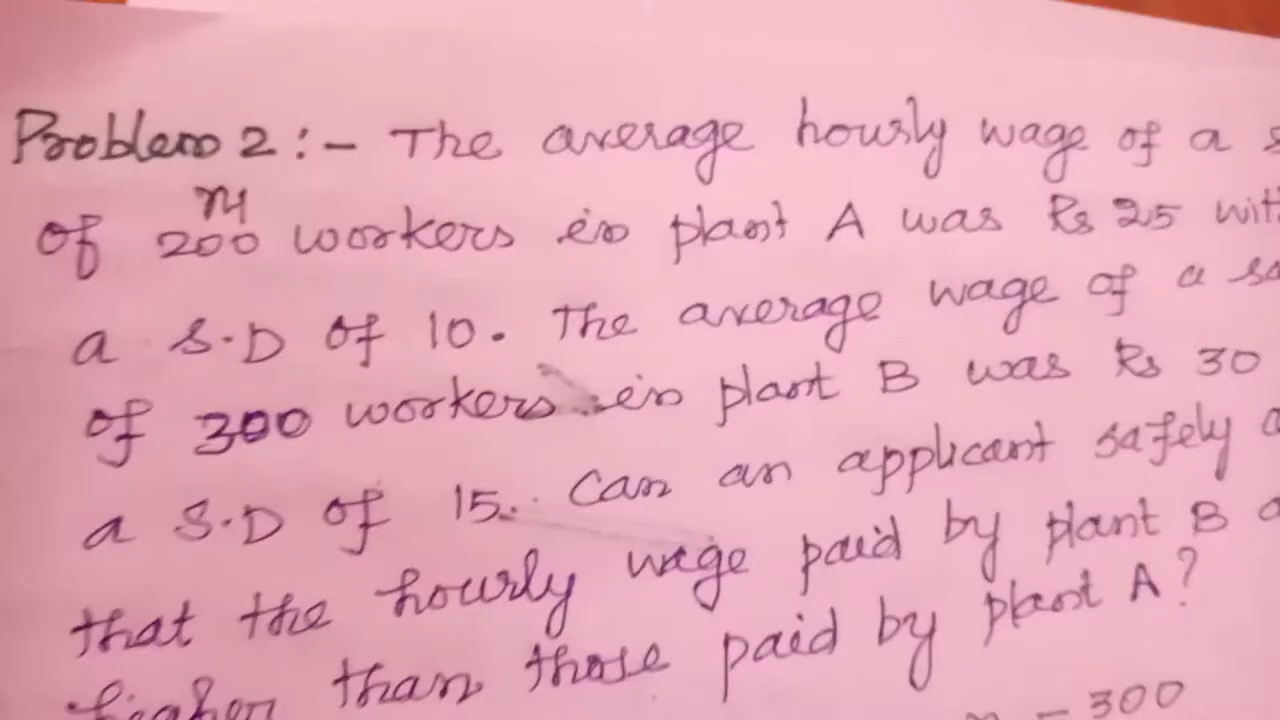 Problem 2 :- The average hourly wage of a
n1
of 200 workers in plant A was Rs 25
a S.D of 10. The average wage of a
of 300 workers in plant B was Rs 30
a S.D of 15. Can an applicant safely
that the hourly wage paid by plant B
higher than those paid by plant A?
= 300